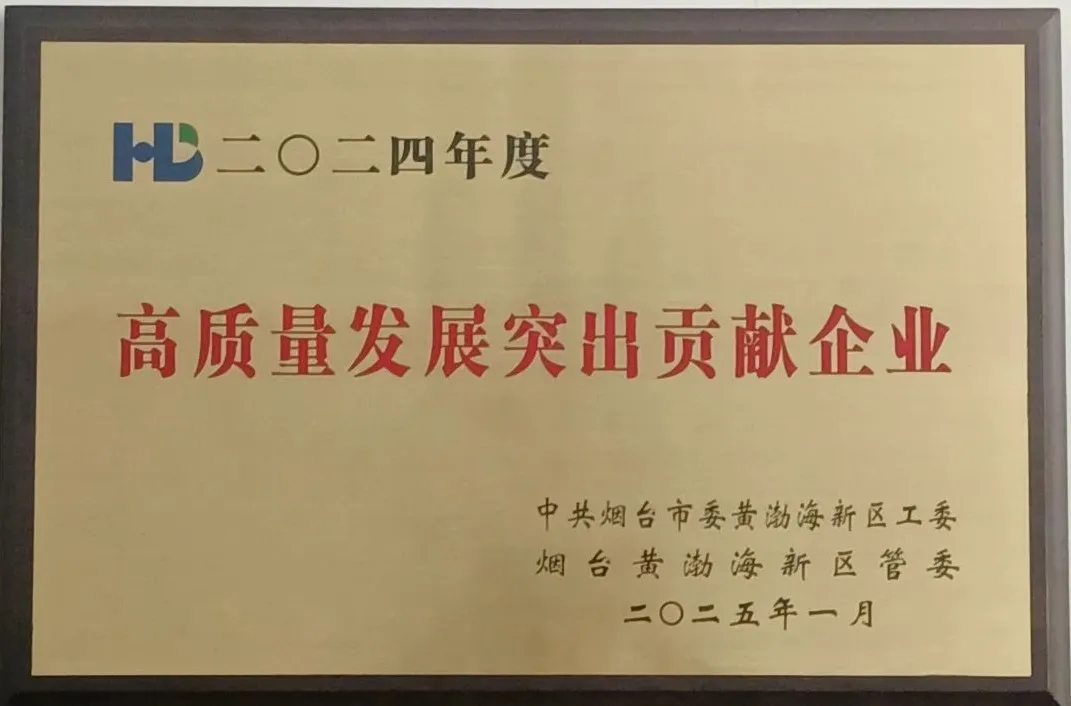 HB 二〇二四年度
高质量发展突出贡献企业
中共烟台市委黄渤海新区工委
烟台黄渤海新区管委
二〇二五年一月